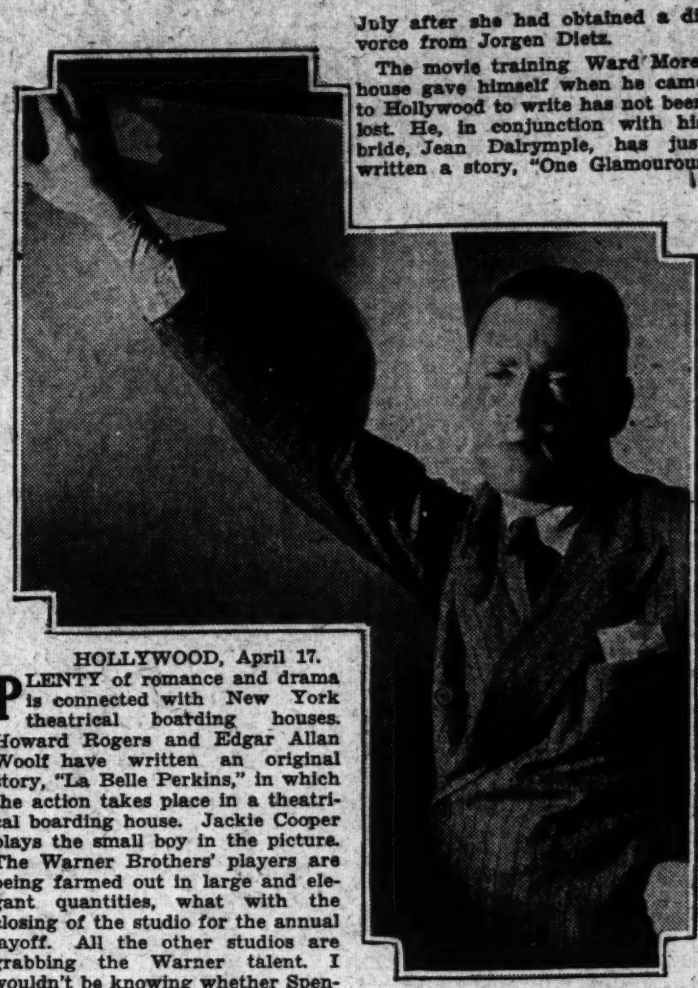 July after she had obtained a di
vorce from Jorgen Dietz.
The movie training Ward More
house gave himself when he came
to Hollywood to write has not been
lost. He, in conjunction with his
bride, Jean Dalrymple, has jus
written a story, "One Glamourous
HOLLYWOOD, April 17.
PLENTY of romance and drama
is connected with New York
theatrical boarding houses.
Howard Rogers and Edgar Allan
Woolf have written an original
story, "La Belle Perkins," in which
the action takes place in a theatri-
cal boarding house. Jackie Cooper
plays the small boy in the picture.
The Warner Brothers' players are
being farmed out in large and ele-
gant quantities, what with the
closing of the studio for the annual
layoff. All the other studios are
grabbing the Warner talent. I
wouldn't be knowing whether Spen-